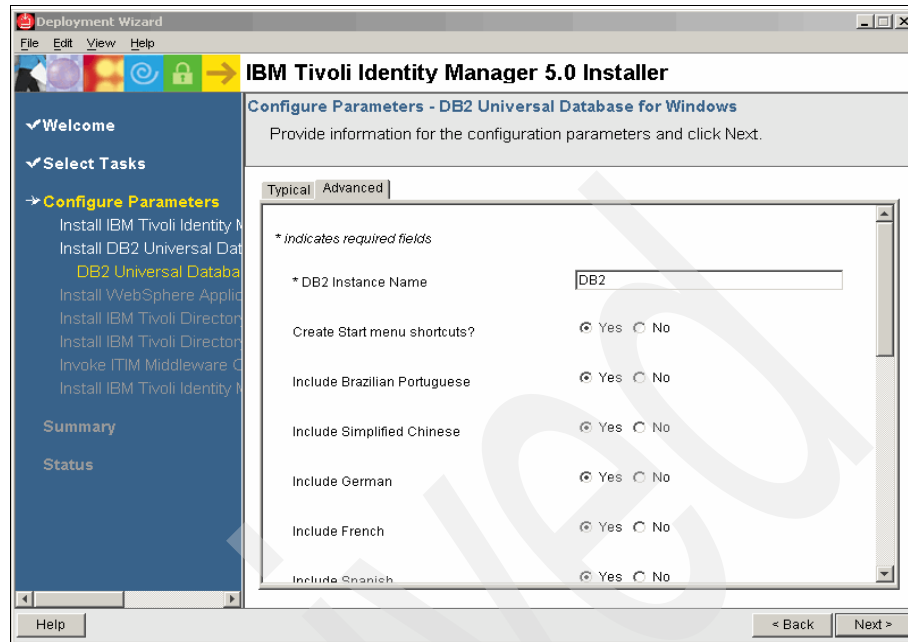 Deployment Wizard
File Edit View Help
IBM Tivoli Identity Manager 5.0 Installer
Welcome
Select Tasks
Configure Parameters
Install IBM Tivoli Identity M
Install DB2 Universal Dat
DB2 Universal Databa
Install WebSphere Applic
Install IBM Tivoli Director
Install IBM Tivoli Director
Invoke ITIM Middleware C
Install IBM Tivoli Identity M
Summary
Status
Configure Parameters - DB2 Universal Database for Windows
Provide information for the configuration parameters and click Next.
Typical Advanced
* indicates required fields
* DB2 Instance Name DB2
Create Start menu shortcuts? Yes No
Include Brazilian Portuguese Yes No
Include Simplified Chinese Yes No
Include German Yes No
Include French Yes No
Include Spanish Yes No
Help < Back Next >